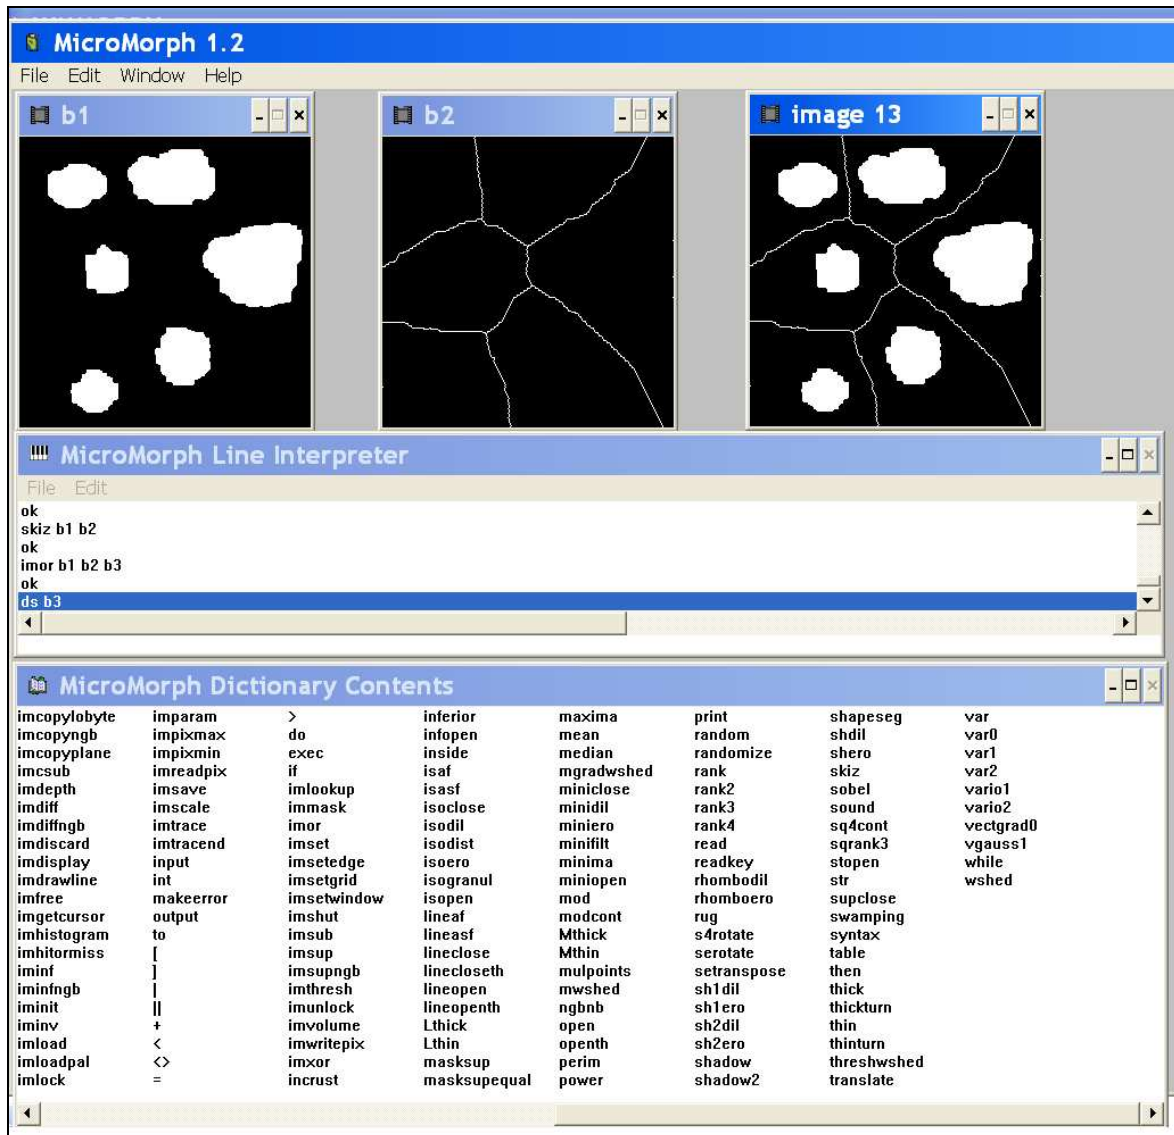 MicroMorph 1.2
File Edit Window Help
b1 b2 image 13
MicroMorph Line Interpreter
File Edit
ok
skiz b1 b2
ok
imor b1 b2 b3
ok
ds b3
MicroMorph Dictionary Contents
imcopylobyte imparam > inferior maxima print shapeseg var
imcopyngb impixmax do infopen mean random shdil var0
imcopyplane impixmin exec inside median randomize shero var1
imcsub imreadpix if isaf mgradwshed rank skiz var2
imdepth imsave imlookup isasf miniclose rank2 sobel vario1
imdiff imscale immask isoclose minidil rank3 sound vario2
imdiffngb imtrace imor isodil miniero rank4 sq4cont vectgrad0
imdiscard imtracend imset isodist minifilt read sqrank3 vgauss1
imdisplay input imsetedge isoero minima readkey stopen while
imdrawline int imsetgrid isogranul miniopen rhombodil str wshed
imfree makeerror imsetwindow isopen mod rhomboero supclose
imgetcursor output imshut lineaf modcont rug swamping
imhistogram to imsub lineasf Mthick s4rotate syntax
imhitormiss [ imsup lineclose Mthin serotate table
iminf ] imsupngb linecloseth mulpoints setranspose then
iminfngb | imthresh lineopen mwshed sh1dil thick
iminit || imunlock lineopenth ngbnb sh1ero thickturn
iminv + imvolume Lthick open sh2dil thin
imload < imwritepix Lthin openth sh2ero thinturn
imloadpal <> imxor masksup perim shadow threshwshed
imlock = incrust masksupequal power shadow2 translate